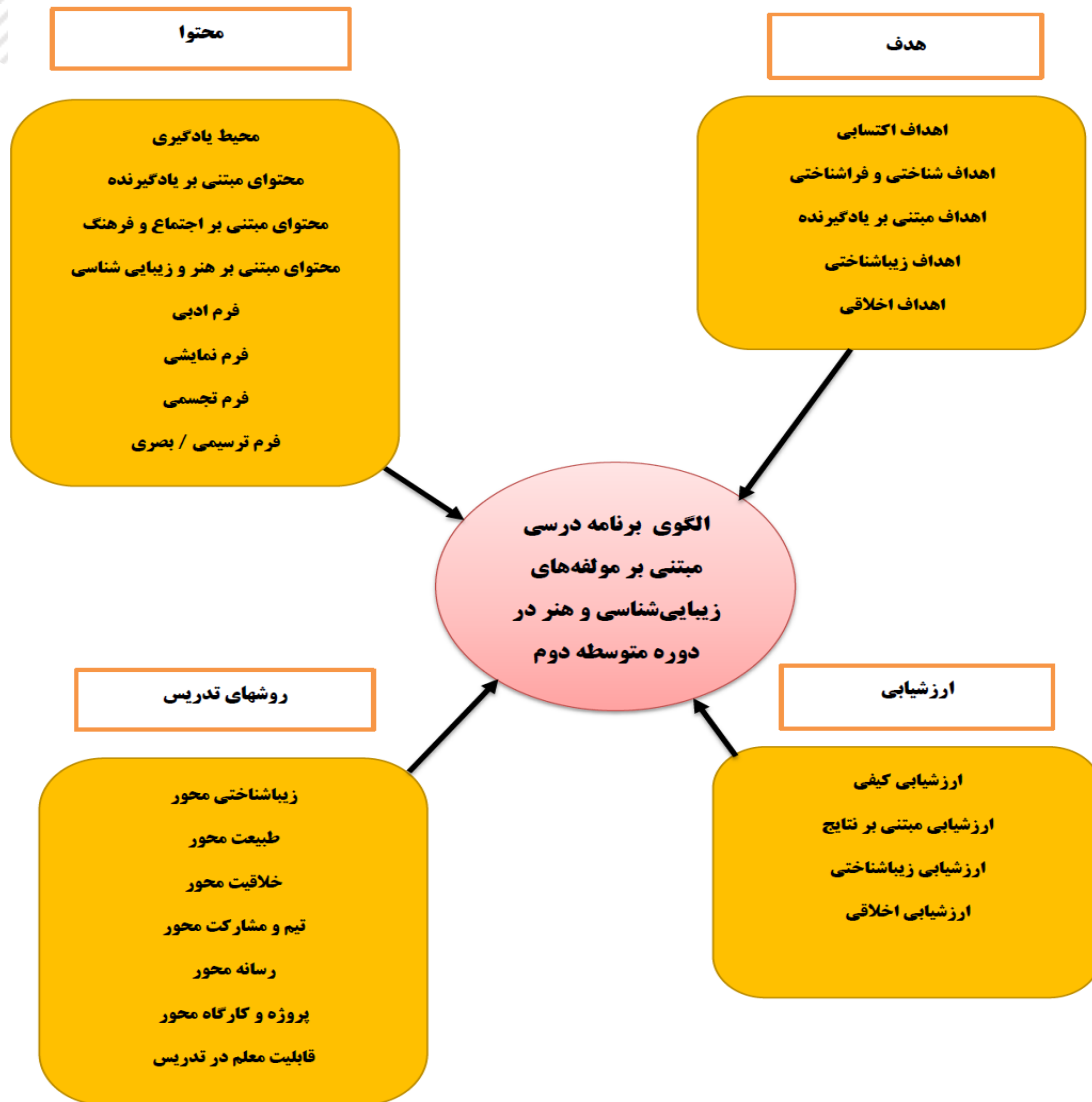 هدف
اهداف اکتسابی
اهداف شناختی و فراشناختی
اهداف مبتنی بر یادگیرنده
اهداف زیباشناختی
اهداف اخلاقی
محتوا
محیط یادگیری
محتوای مبتنی بر یادگیرنده
محتوای مبتنی بر اجتماع و فرهنگ
محتوای مبتنی بر هنر و زیبایی شناسی
فرم ادبی
فرم نمایشی
فرم تجسمی
فرم ترسیمی / بصری
الگوی برنامه درسی
مبتنی بر مولفه‌های
زیبایی‌شناسی و هنر در
دوره متوسطه دوم
ارزشیابی
ارزشیابی کیفی
ارزشیابی مبتنی بر نتایج
ارزشیابی زیباشناختی
ارزشیابی اخلاقی
روشهای تدریس
زیباشناختی محور
طبیعت محور
خلاقیت محور
تیم و مشارکت محور
رسانه محور
پروژه و کارگاه محور
قابلیت معلم در تدریس